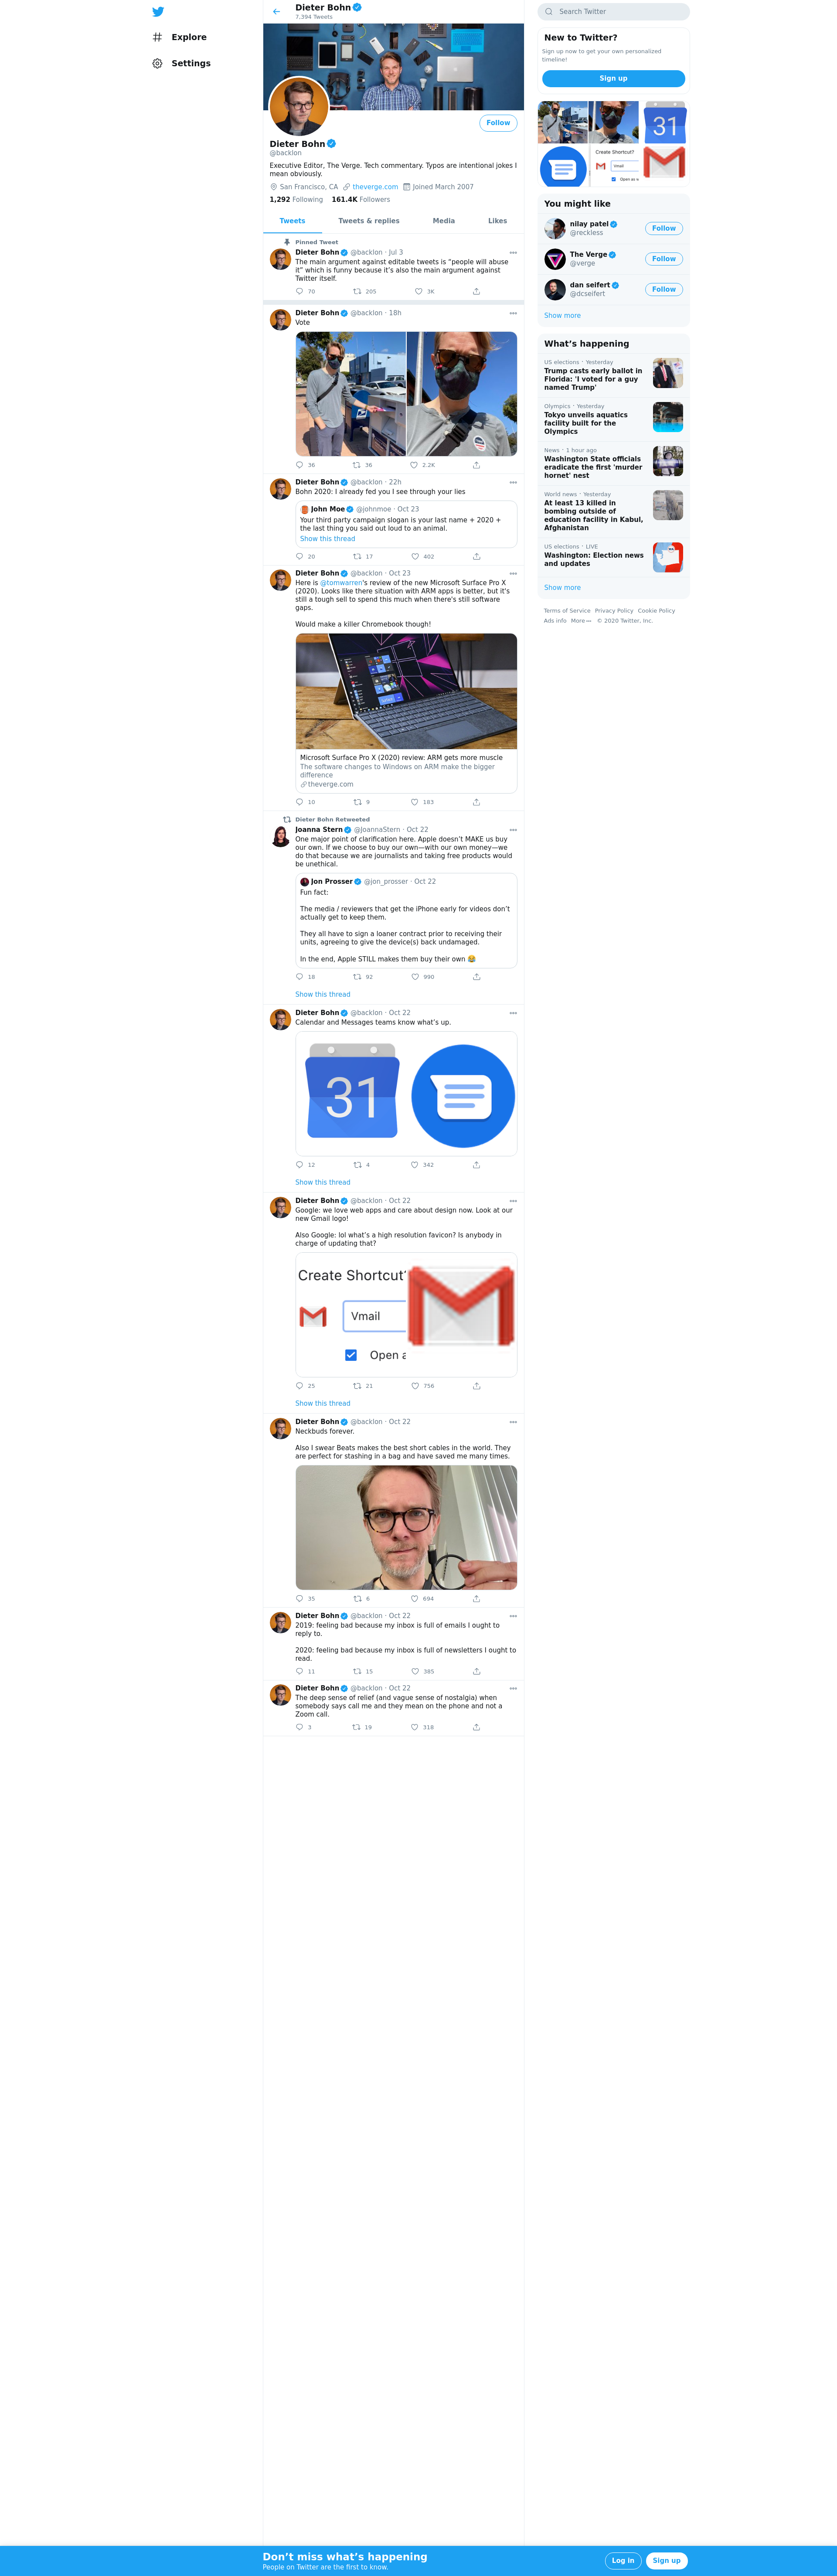 Explore
Settings
Dieter Bohn
7,394 Tweets
Follow
Dieter Bohn
@backlon
Executive Editor, The Verge. Tech commentary. Typos are intentional jokes I
mean obviously.
San Francisco, CA theverge.com Joined March 2007
1,292 Following 161.4K Followers
Tweets Tweets & replies Media Likes
Pinned Tweet
Dieter Bohn @backlon · Jul 3
The main argument against editable tweets is "people will abuse
it" which is funny because it's also the main argument against
Twitter itself.
70 205 3K
Dieter Bohn @backlon · 18h
Vote
36 36 2.2K
Dieter Bohn @backlon · 22h
Bohn 2020: I already fed you I see through your lies
John Moe @johnmoe · Oct 23
Your third party campaign slogan is your last name + 2020 +
the last thing you said out loud to an animal.
Show this thread
20 17 402
Dieter Bohn @backlon · Oct 23
Here is @tomwarren's review of the new Microsoft Surface Pro X
(2020). Looks like there situation with ARM apps is better, but it's
still a tough sell to spend this much when there's still software
gaps.
Would make a killer Chromebook though!
Microsoft Surface Pro X (2020) review: ARM gets more muscle
The software changes to Windows on ARM make the bigger
difference
theverge.com
10 9 183
Dieter Bohn Retweeted
Joanna Stern @JoannaStern · Oct 22
One major point of clarification here. Apple doesn't MAKE us buy
our own. If we choose to buy our own—with our own money—we
do that because we are journalists and taking free products would
be unethical.
Jon Prosser @jon_prosser · Oct 22
Fun fact:
The media / reviewers that get the iPhone early for videos don't
actually get to keep them.
They all have to sign a loaner contract prior to receiving their
units, agreeing to give the device(s) back undamaged.
In the end, Apple STILL makes them buy their own 😂
18 92 990
Show this thread
Dieter Bohn @backlon · Oct 22
Calendar and Messages teams know what's up.
31
12 4 342
Show this thread
Dieter Bohn @backlon · Oct 22
Google: we love web apps and care about design now. Look at our
new Gmail logo!
Also Google: lol what's a high resolution favicon? Is anybody in
charge of updating that?
Create Shortcut?
Vmail
Open a
25 21 756
Show this thread
Dieter Bohn @backlon · Oct 22
Neckbuds forever.
Also I swear Beats makes the best short cables in the world. They
are perfect for stashing in a bag and have saved me many times.
35 6 694
Dieter Bohn @backlon · Oct 22
2019: feeling bad because my inbox is full of emails I ought to
reply to.
2020: feeling bad because my inbox is full of newsletters I ought to
read.
11 15 385
Dieter Bohn @backlon · Oct 22
The deep sense of relief (and vague sense of nostalgia) when
somebody says call me and they mean on the phone and not a
Zoom call.
3 19 318
Search Twitter
New to Twitter?
Sign up now to get your own personalized
timeline!
Sign up
31
Create Shortcut?
Vmail
Open as w
You might like
nilay patel
@reckless
Follow
The Verge
@verge
Follow
dan seifert
@dcseifert
Follow
Show more
What's happening
US elections · Yesterday
Trump casts early ballot in
Florida: 'I voted for a guy
named Trump'
Olympics · Yesterday
Tokyo unveils aquatics
facility built for the
Olympics
News · 1 hour ago
Washington State officials
eradicate the first 'murder
hornet' nest
World news · Yesterday
At least 13 killed in
bombing outside of
education facility in Kabul,
Afghanistan
US elections · LIVE
Washington: Election news
and updates
Show more
Terms of Service Privacy Policy Cookie Policy
Ads info More © 2020 Twitter, Inc.
Don't miss what's happening
People on Twitter are the first to know.
Log in Sign up